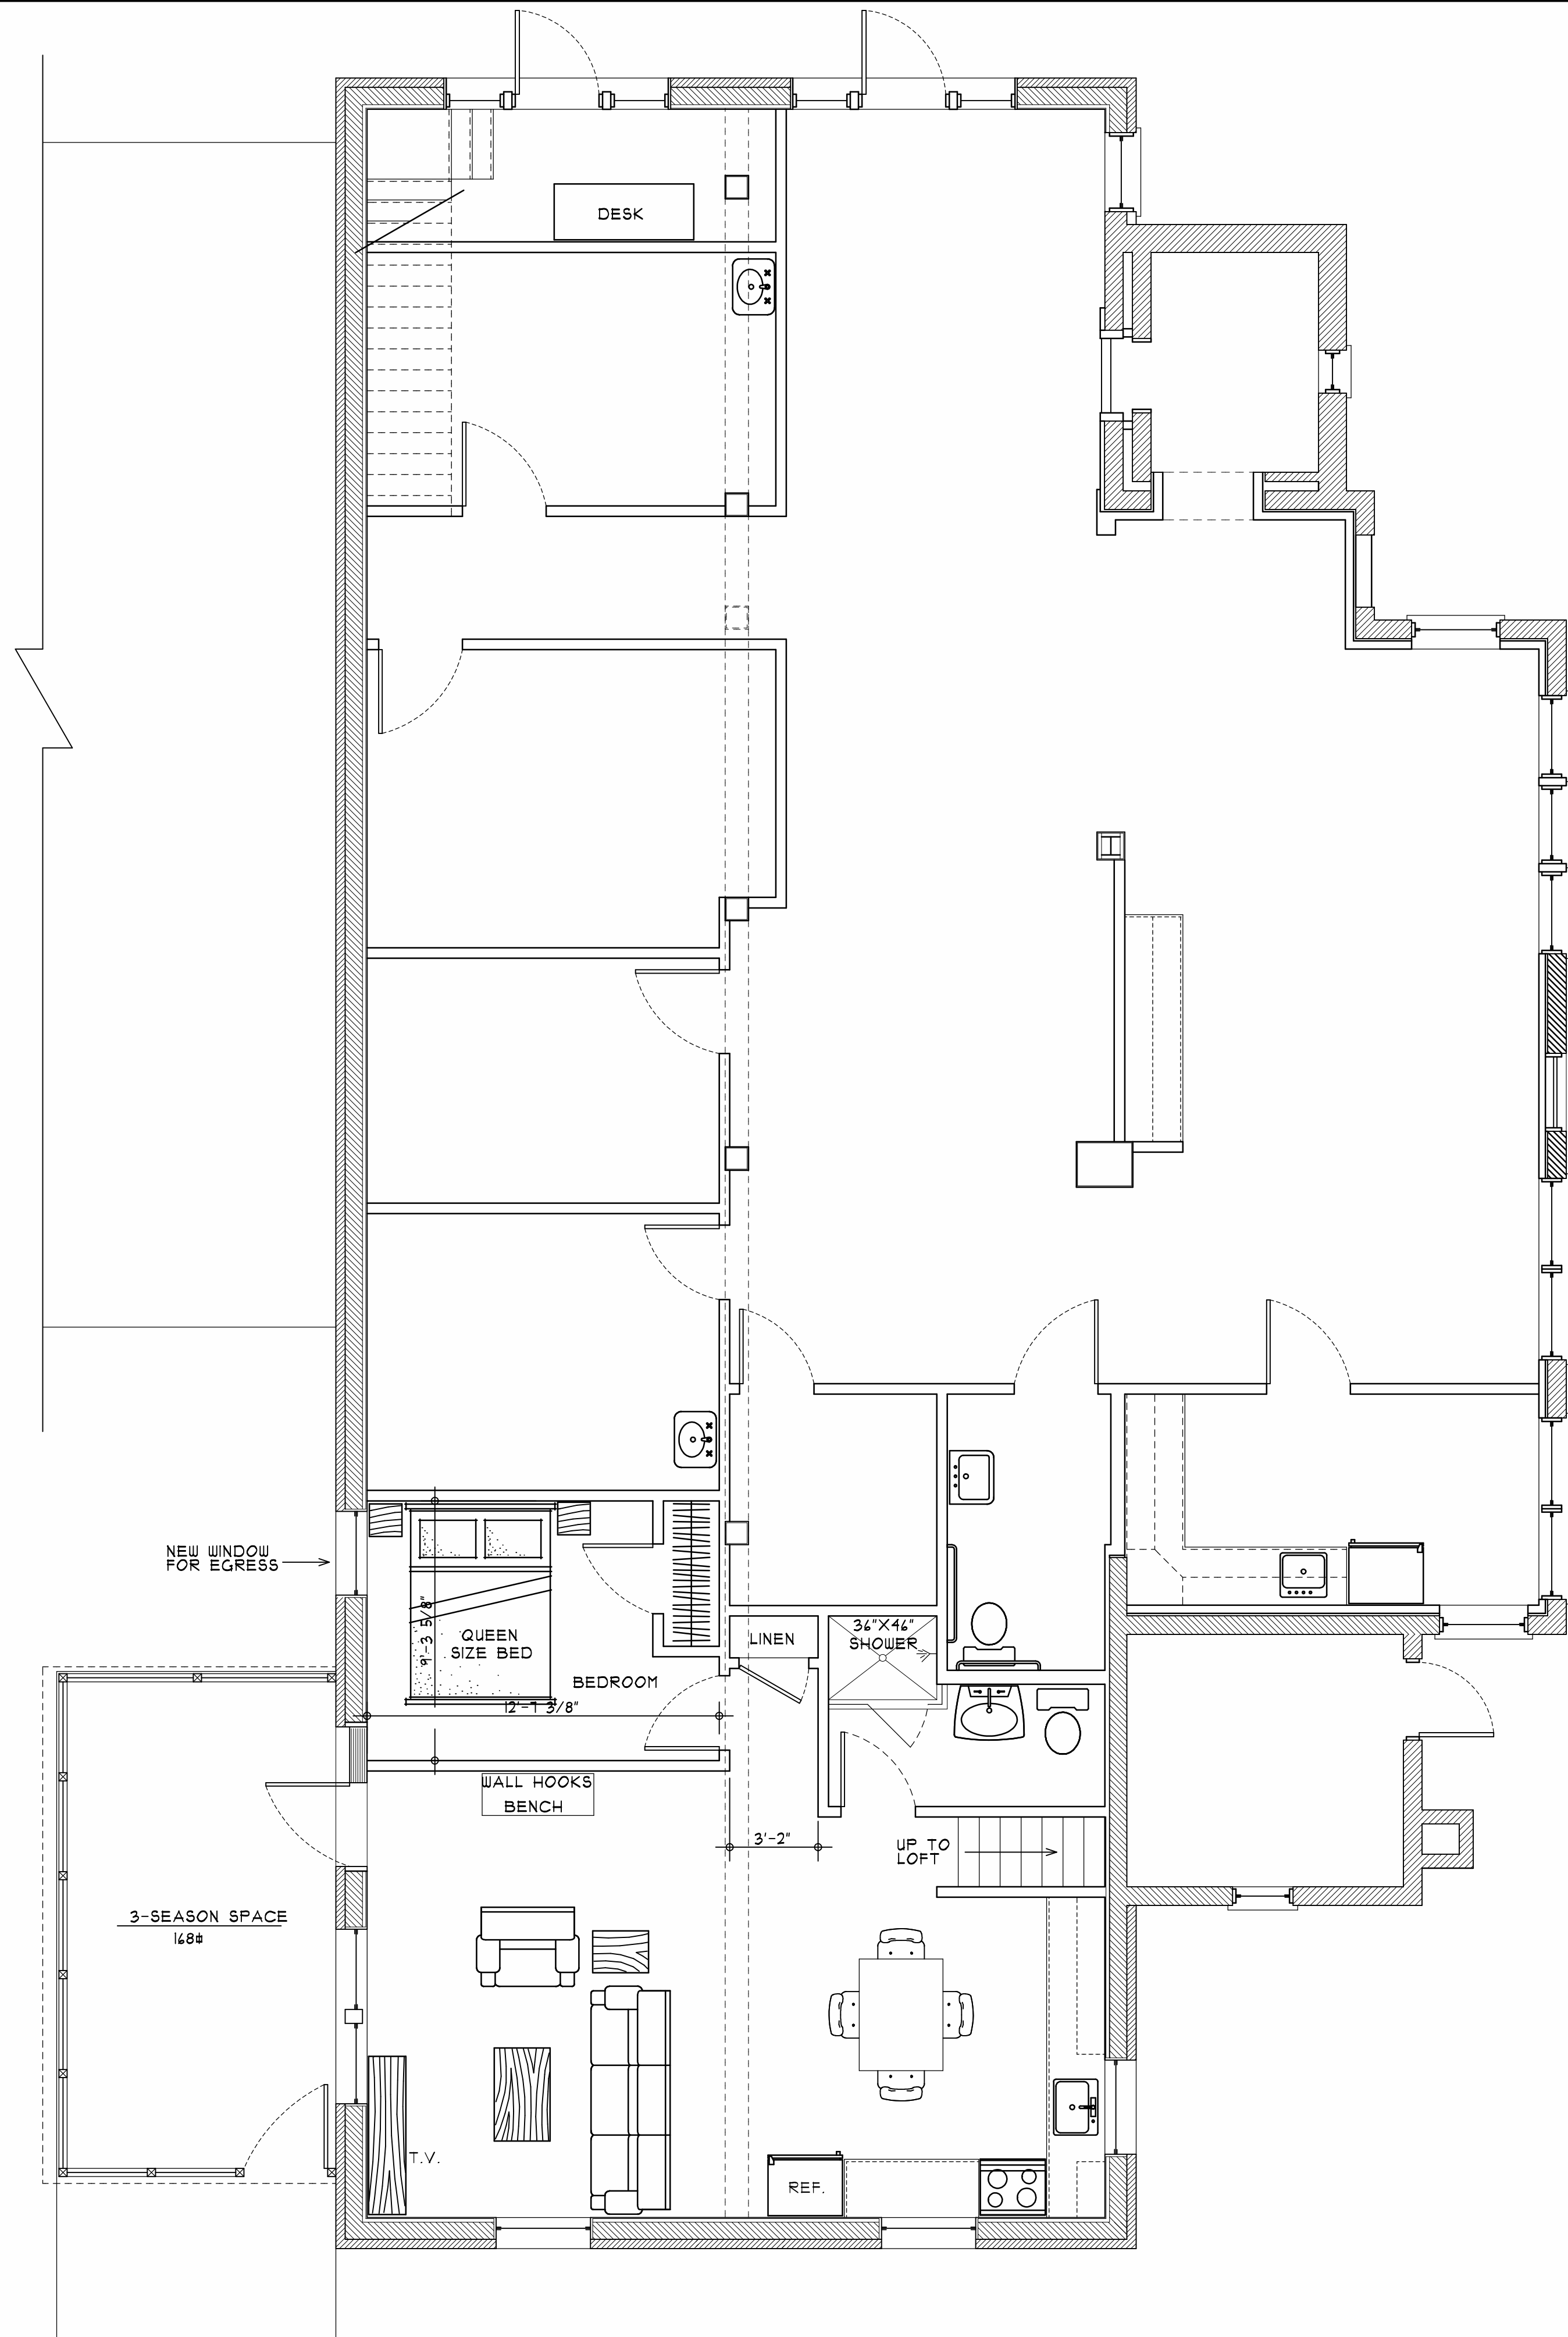 DESK
NEW WINDOW
FOR EGRESS
QUEEN
SIZE BED
9'-3 5/8"
BEDROOM
12'-7 3/8"
LINEN
36"X46"
SHOWER
WALL HOOKS
BENCH
3'-2"
UP TO
LOFT
3-SEASON SPACE
168⏀
T.V.
REF.